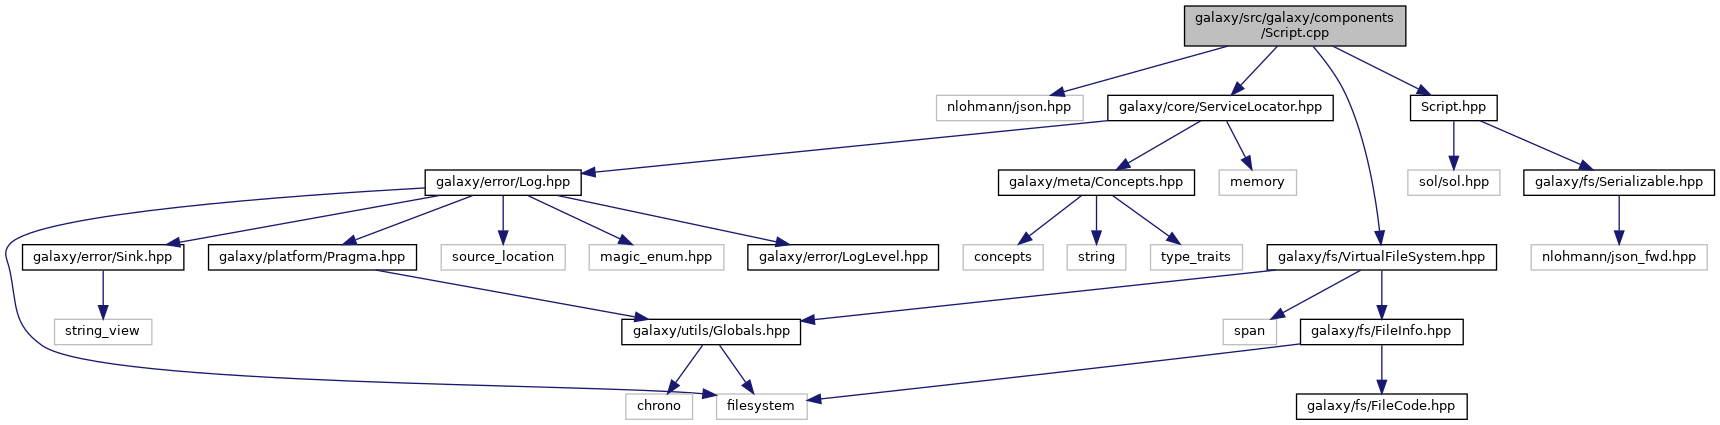 galaxy/src/galaxy/components
/Script.cpp
nlohmann/json.hpp
galaxy/core/ServiceLocator.hpp
Script.hpp
galaxy/error/Log.hpp
galaxy/meta/Concepts.hpp
memory
sol/sol.hpp
galaxy/fs/Serializable.hpp
galaxy/error/Sink.hpp
galaxy/platform/Pragma.hpp
source_location
magic_enum.hpp
galaxy/error/LogLevel.hpp
concepts
string
type_traits
galaxy/fs/VirtualFileSystem.hpp
nlohmann/json_fwd.hpp
string_view
galaxy/utils/Globals.hpp
span
galaxy/fs/FileInfo.hpp
chrono
filesystem
galaxy/fs/FileCode.hpp